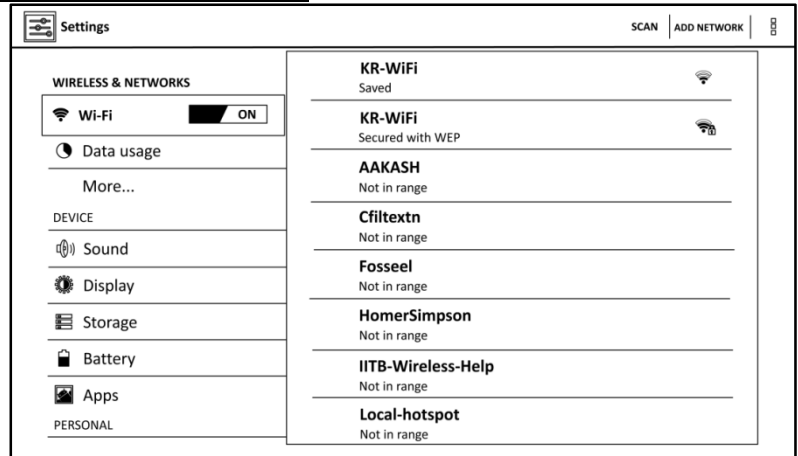 Settings
SCAN
ADD NETWORK
WIRELESS & NETWORKS
Wi-Fi
ON
Data usage
More...
DEVICE
Sound
Display
Storage
Battery
Apps
PERSONAL
KR-WiFi
Saved
KR-WiFi
Secured with WEP
AAKASH
Not in range
Cfiltextn
Not in range
Fosseel
Not in range
HomerSimpson
Not in range
IITB-Wireless-Help
Not in range
Local-hotspot
Not in range